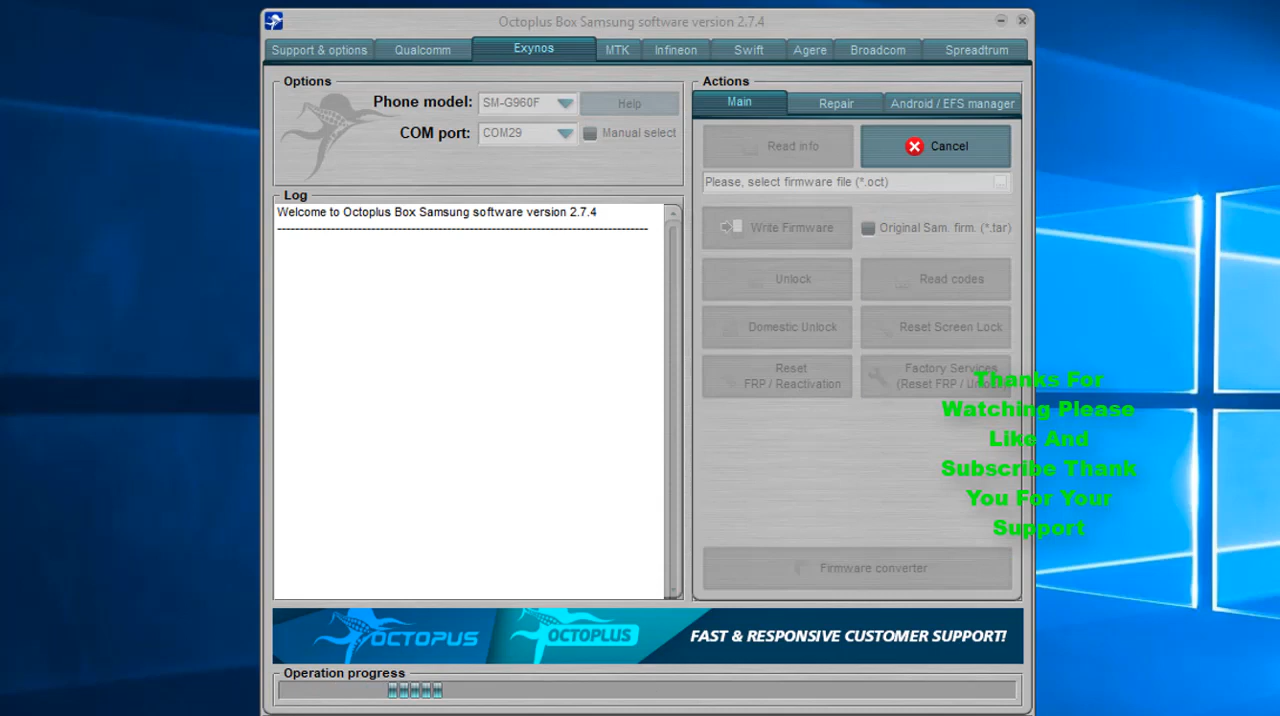 Octoplus Box Samsung software version 2.7.4
Support & options Qualcomm Exynos MTK Infineon Swift Agere Broadcom Spreadtrum
Options
Phone model: SM-G960F Help
COM port: COM29 Manual select
Log
Welcome to Octoplus Box Samsung software version 2.7.4
Actions
Main Repair Android / EFS manager
Read info Cancel
Please, select firmware file (*.oct)
Write Firmware Original Sam. firm. (*.tar)
Unlock Read codes
Domestic Unlock Reset Screen Lock
Reset
FRP / Reactivation
Factory Services
(Reset FRP /
Thanks For
Watching Please
Like And
Subscribe Thank
You For Your
Support
Firmware converter
OCTOPUS OCTOPLUS FAST & RESPONSIVE CUSTOMER SUPPORT!
Operation progress